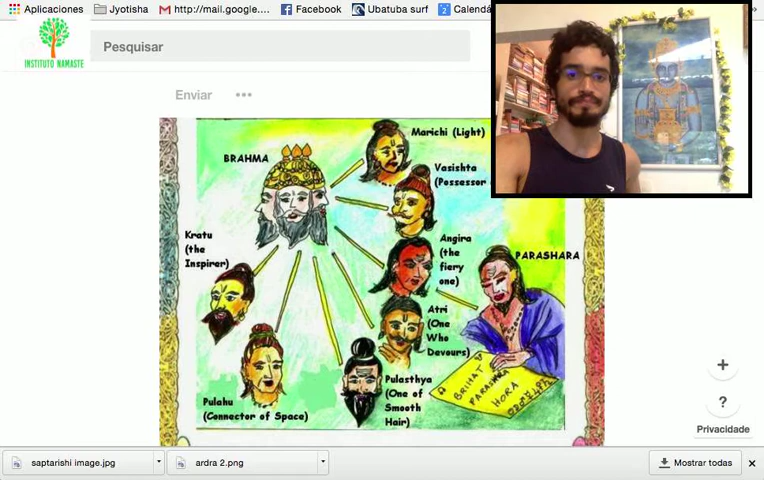 Aplicaciones
Jyotisha
http://mail.google....
Facebook
Ubatuba surf
2
Calendá
INSTITUTO NAMASTE
Pesquisar
Enviar
BRAHMA
Marichi (Light)
Vasishta
(Possessor
Kratu
(the
Inspirer)
Angira
(the
fiery
one)
PARASHARA
Atri
(One
Who
Devours)
Pulasthya
(One of
Smooth
Hair)
Pulahu
(Connector of Space)
BRIHAT
PARASHARA
HORA
Privacidade
saptarishi image.jpg
ardra 2.png
Mostrar todas